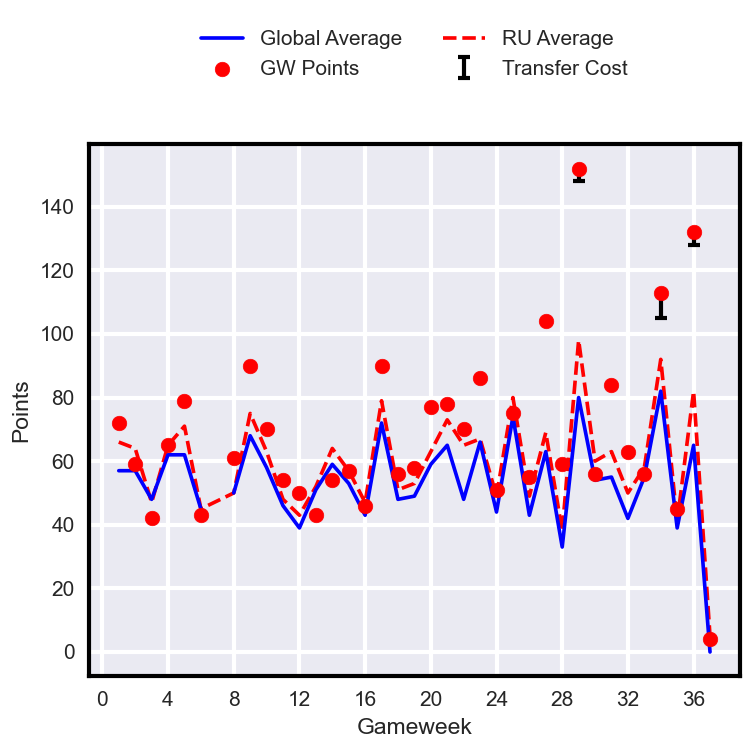 Global Average
RU Average
GW Points
Transfer Cost
140
120
100
80
60
40
20
0
Points
0 4 8 12 16 20 24 28 32 36
Gameweek